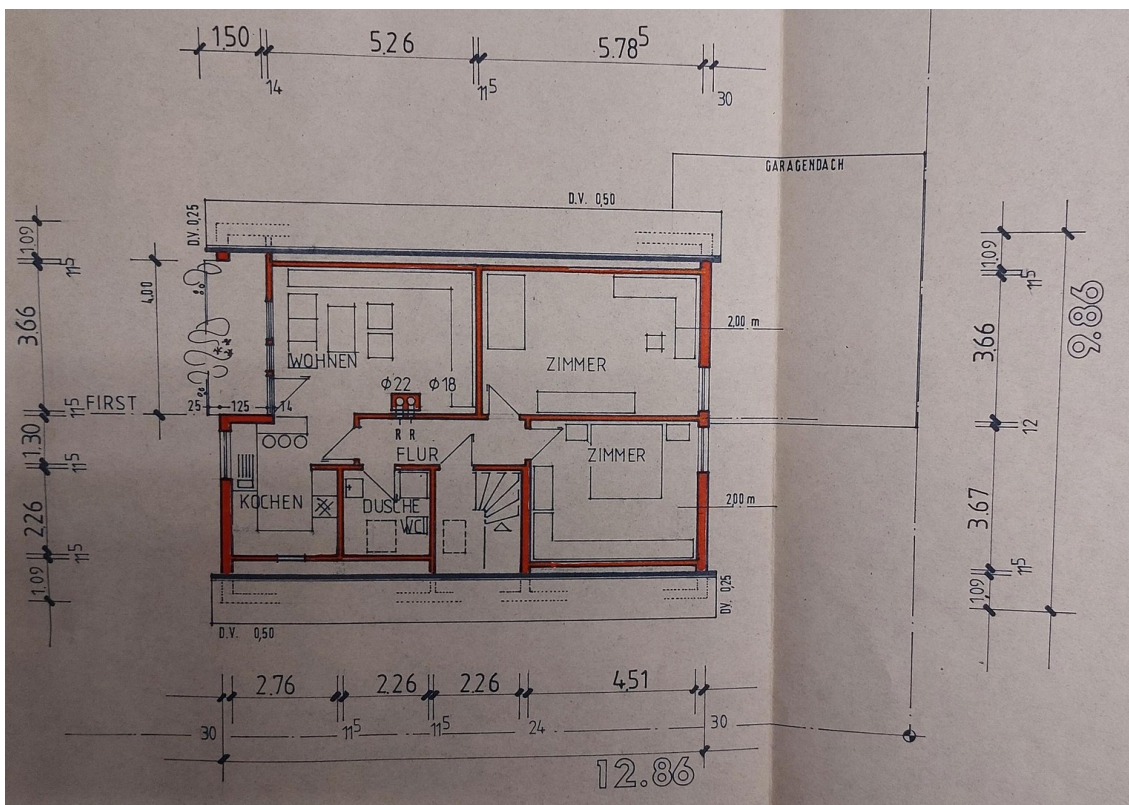 1.50 5.26 5.78⁵
14 11⁵ 30
GARAGENDACH
D.V. 0,50
D.V. 0,25
1.09 11⁵ 3.66 11⁵ 1.30 11⁵ 2.26 11⁵ 1.09
4.00
FIRST
25 125 14
WOHNEN
Φ22 Φ18
ZIMMER
2,00 m
R R
FLUR
ZIMMER
KOCHEN
DUSCHE
WC
2,00 m
D.V. 0,50
DV. 0,25
1.09 11⁵ 3.66 12 3.67 11⁵ 1.09
9.86
2.76 2.26 2.26 4.51
30 11⁵ 11⁵ 24 30
12.86